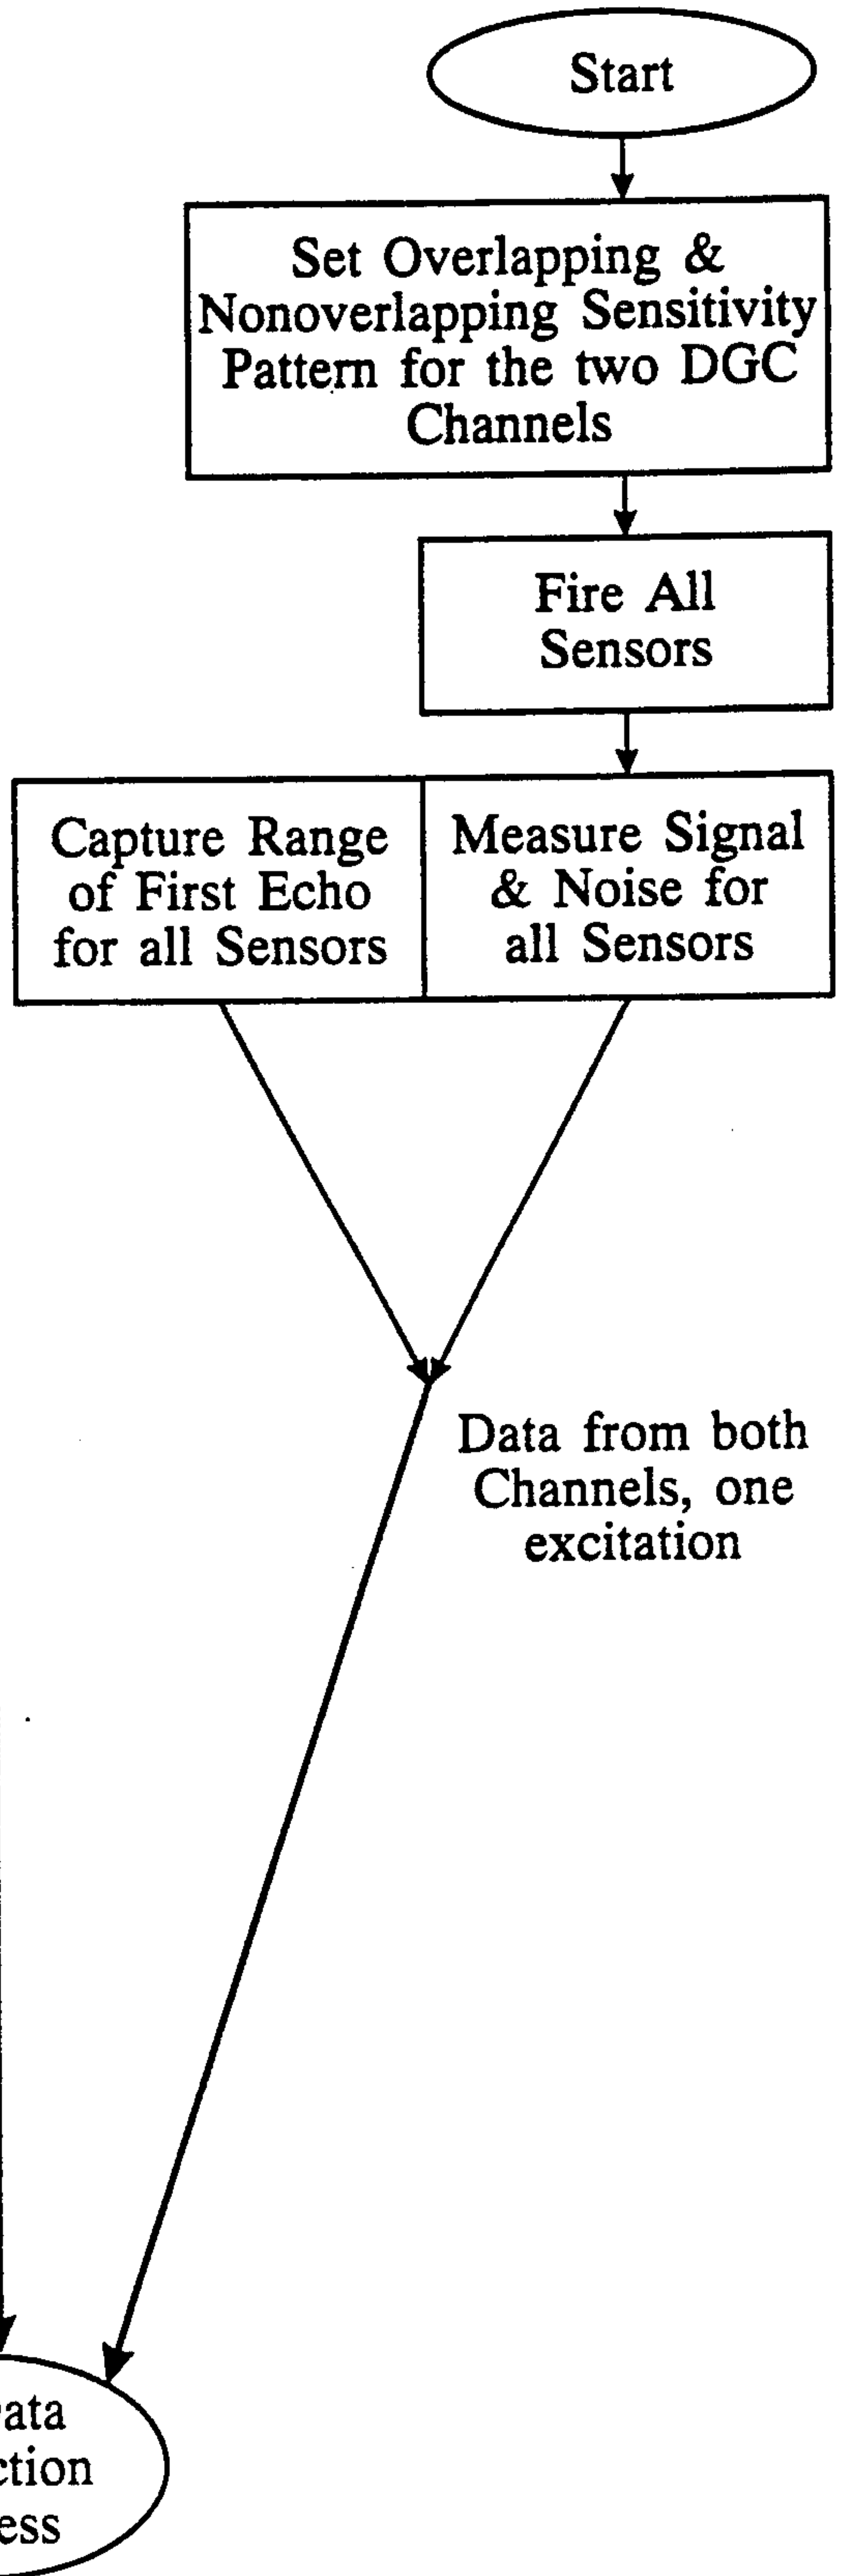 Start
Set Overlapping &
Nonoverlapping Sensitivity
Pattern for the two DGC
Channels
Fire All
Sensors
Capture Range
of First Echo
for all Sensors
Measure Signal
& Noise for
all Sensors
Data from both
Channels, one
excitation